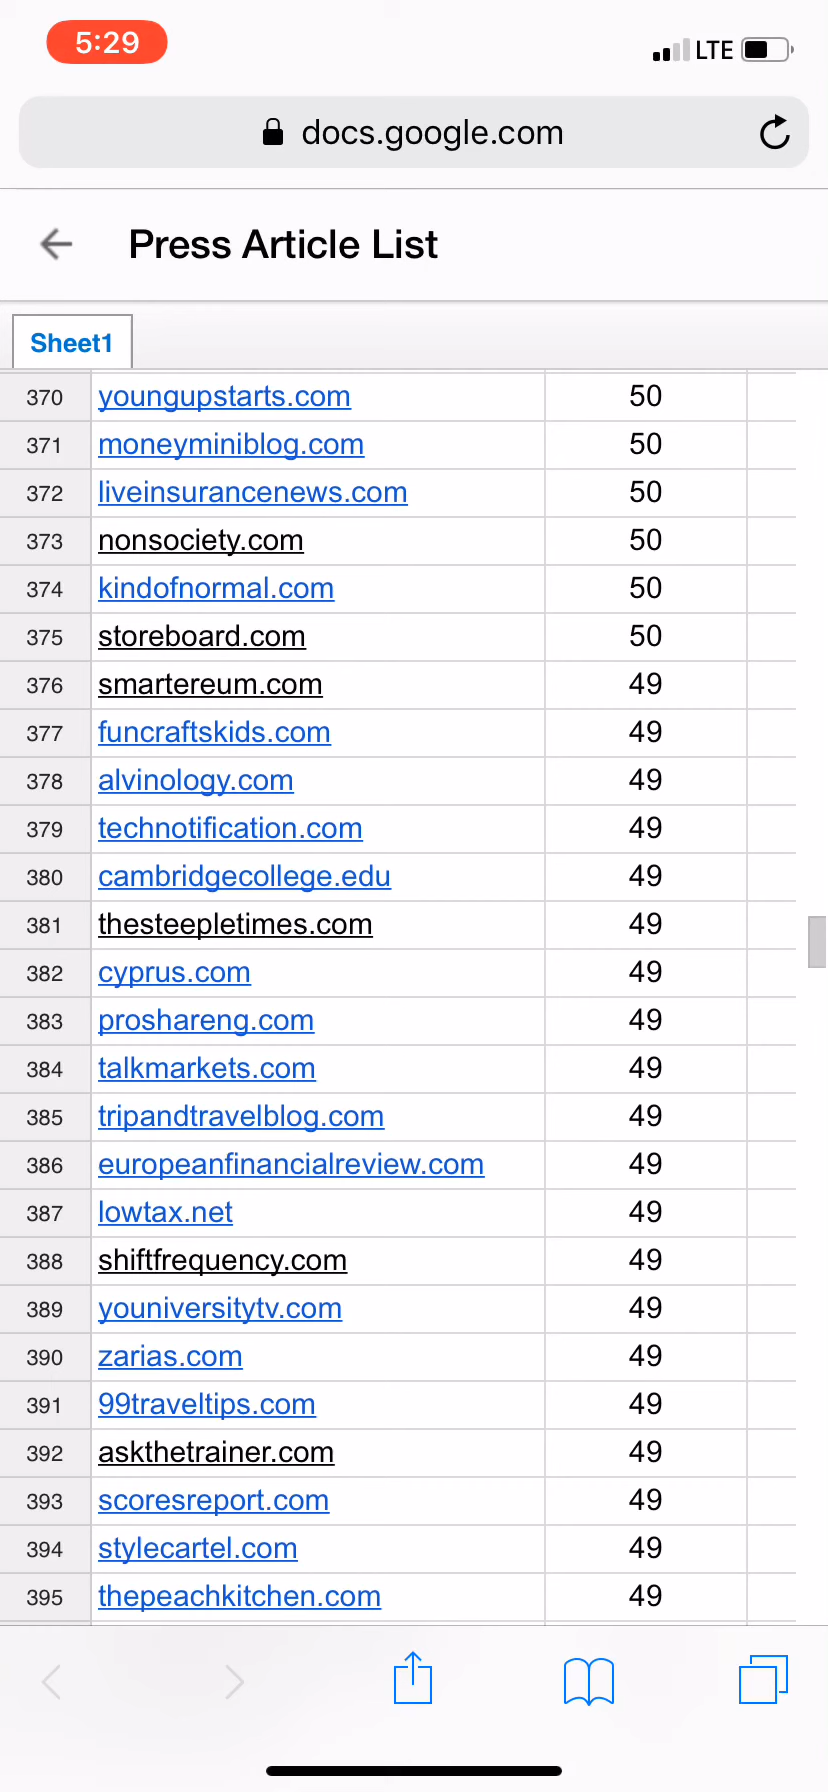 5:29 LTE
docs.google.com
Press Article List
Sheet1
370 youngupstarts.com 50
371 moneyminiblog.com 50
372 liveinsurancenews.com 50
373 nonsociety.com 50
374 kindofnormal.com 50
375 storeboard.com 50
376 smartereum.com 49
377 funcraftskids.com 49
378 alvinology.com 49
379 technotification.com 49
380 cambridgecollege.edu 49
381 thesteepletimes.com 49
382 cyprus.com 49
383 proshareng.com 49
384 talkmarkets.com 49
385 tripandtravelblog.com 49
386 europeanfinancialreview.com 49
387 lowtax.net 49
388 shiftfrequency.com 49
389 youniversitytv.com 49
390 zarias.com 49
391 99traveltips.com 49
392 askthetrainer.com 49
393 scoresreport.com 49
394 stylecartel.com 49
395 thepeachkitchen.com 49